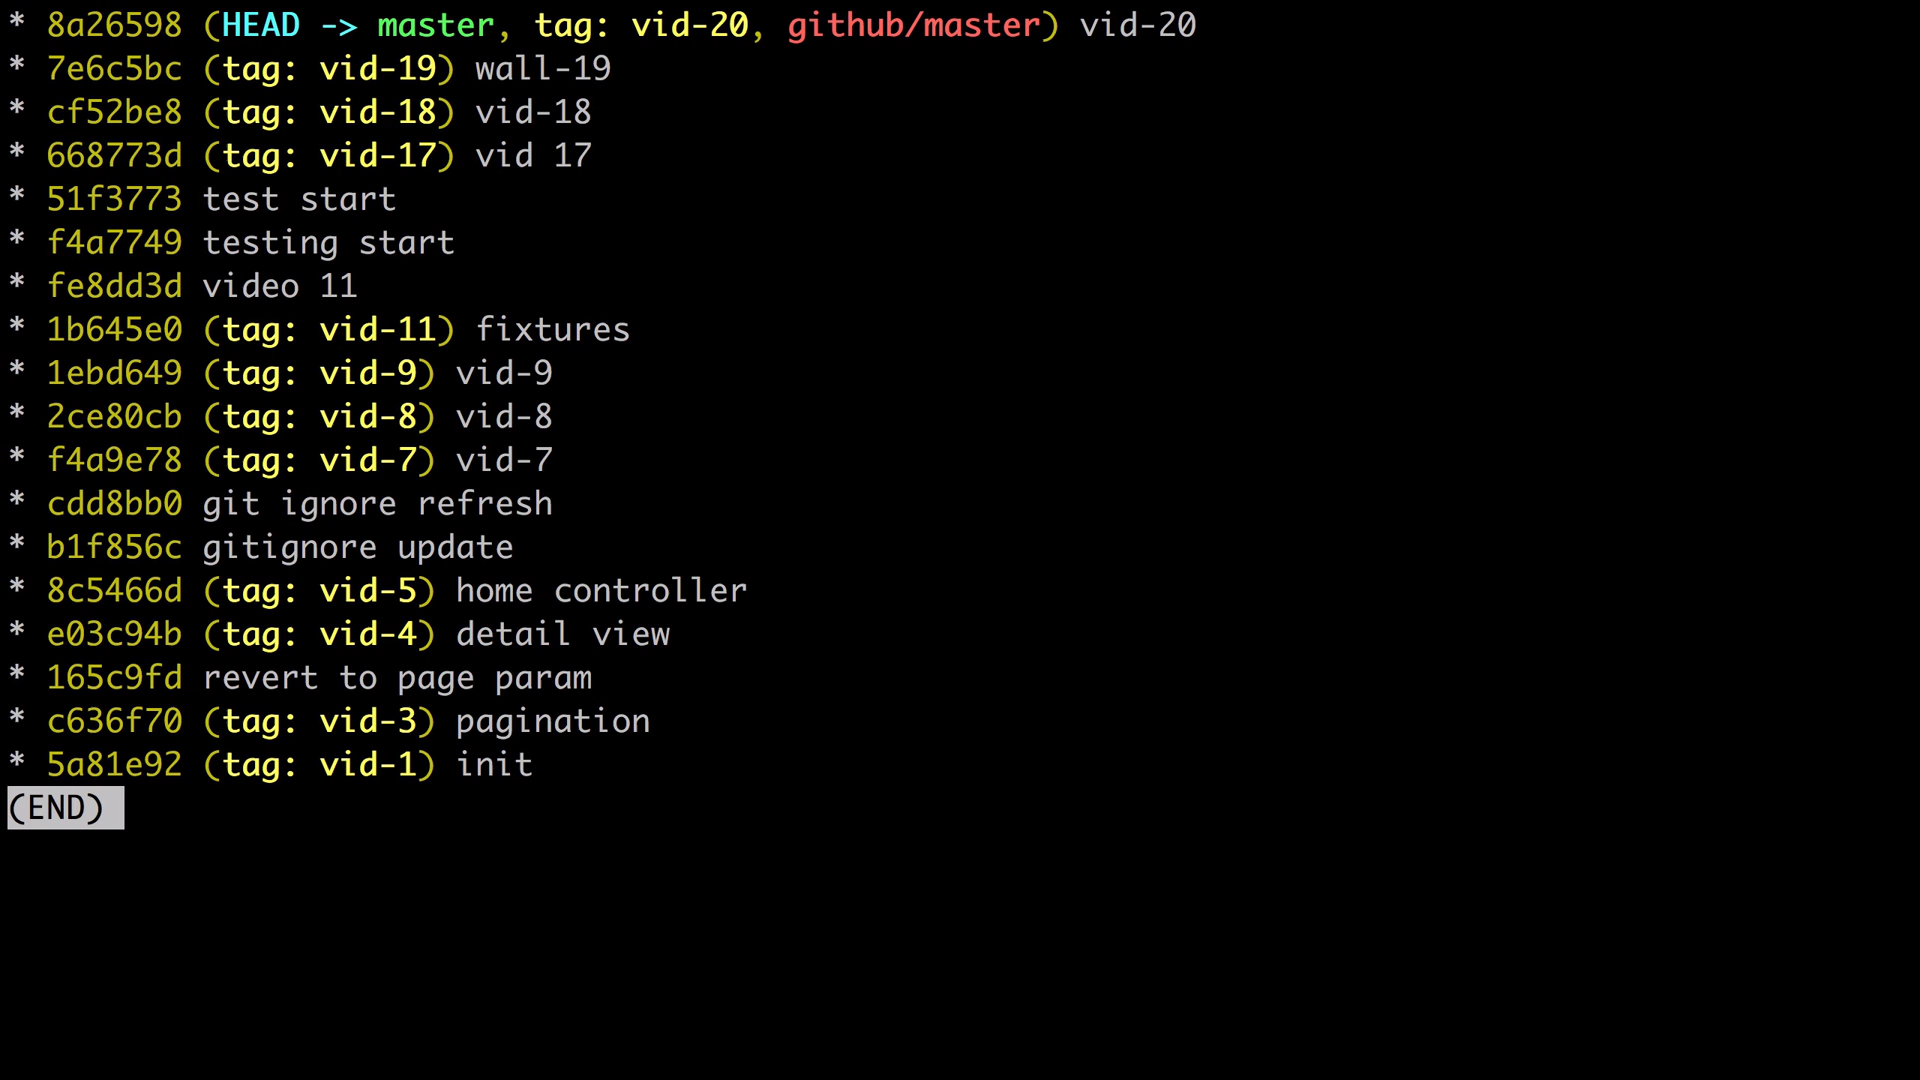 * 8a26598 (HEAD -> master, tag: vid-20, github/master) vid-20
* 7e6c5bc (tag: vid-19) wall-19
* cf52be8 (tag: vid-18) vid-18
* 668773d (tag: vid-17) vid 17
* 51f3773 test start
* f4a7749 testing start
* fe8dd3d video 11
* 1b645e0 (tag: vid-11) fixtures
* 1ebd649 (tag: vid-9) vid-9
* 2ce80cb (tag: vid-8) vid-8
* f4a9e78 (tag: vid-7) vid-7
* cdd8bb0 git ignore refresh
* b1f856c gitignore update
* 8c5466d (tag: vid-5) home controller
* e03c94b (tag: vid-4) detail view
* 165c9fd revert to page param
* c636f70 (tag: vid-3) pagination
* 5a81e92 (tag: vid-1) init
(END)